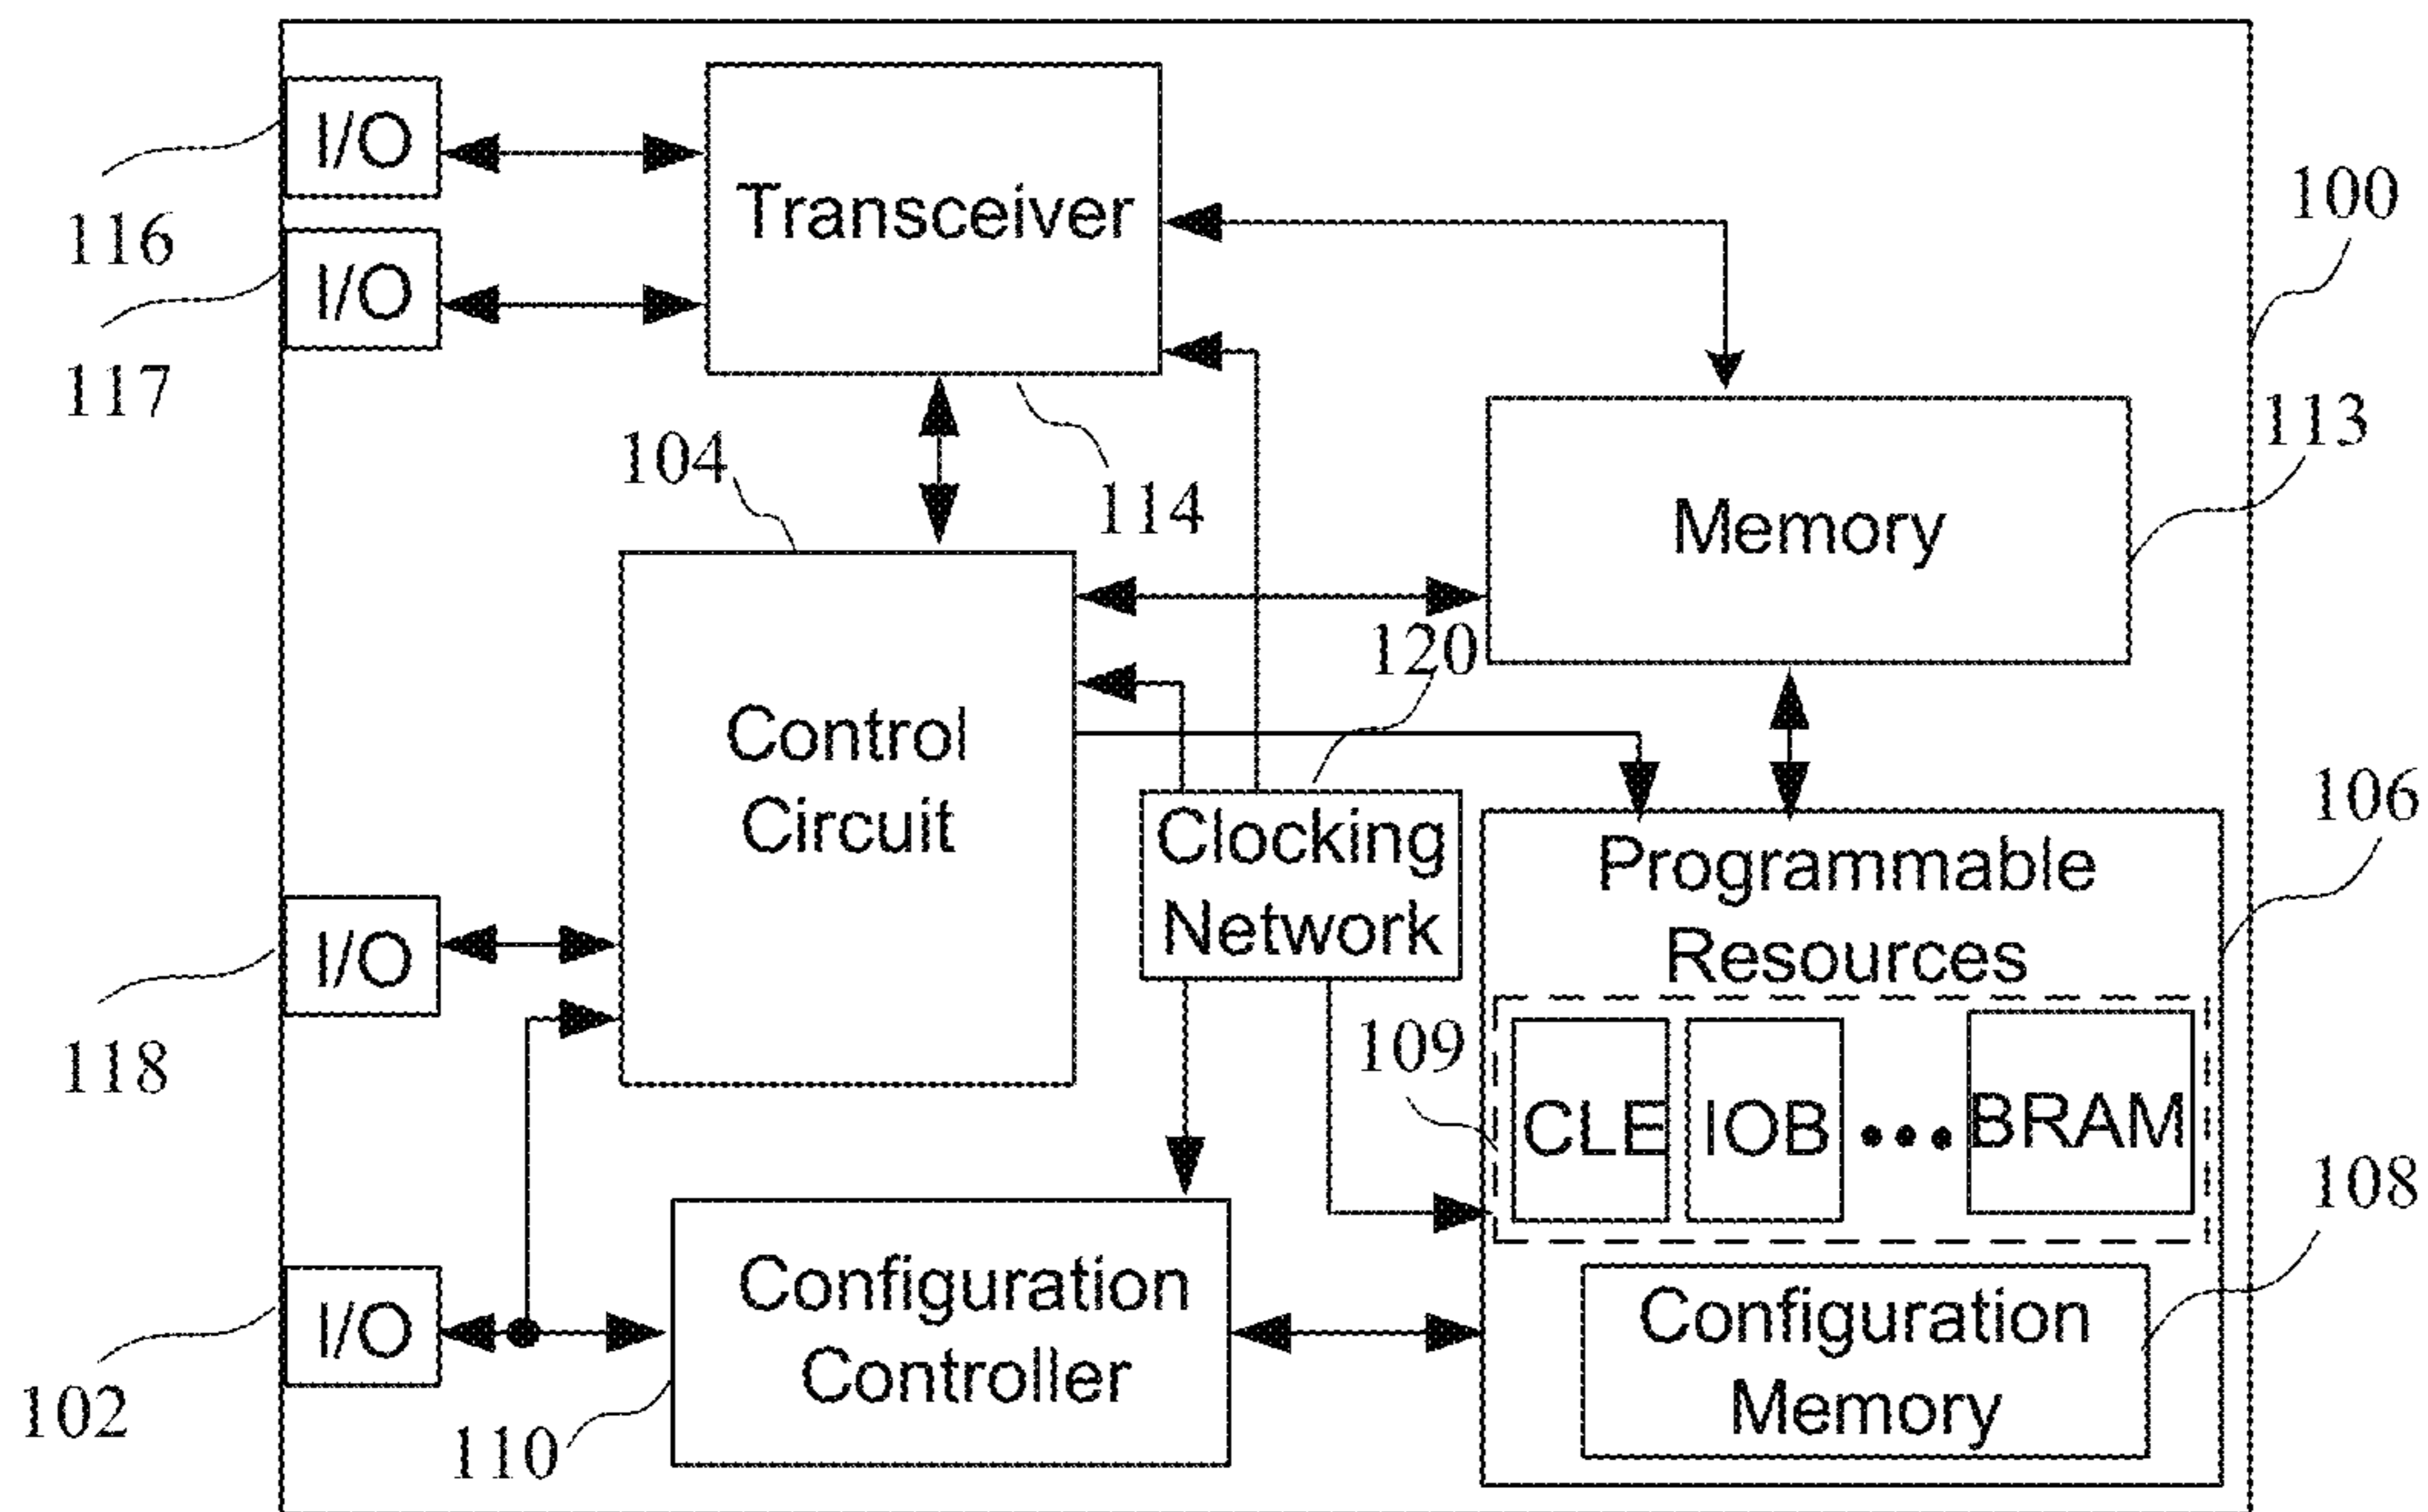 I/O
116
I/O
117
Transceiver
114
100
113
Memory
104
Control
Circuit
120
Clocking
Network
I/O
118
106
Programmable
Resources
109
CLE IOB ••• BRAM
108
Configuration
Memory
I/O
102
Configuration
Controller
110